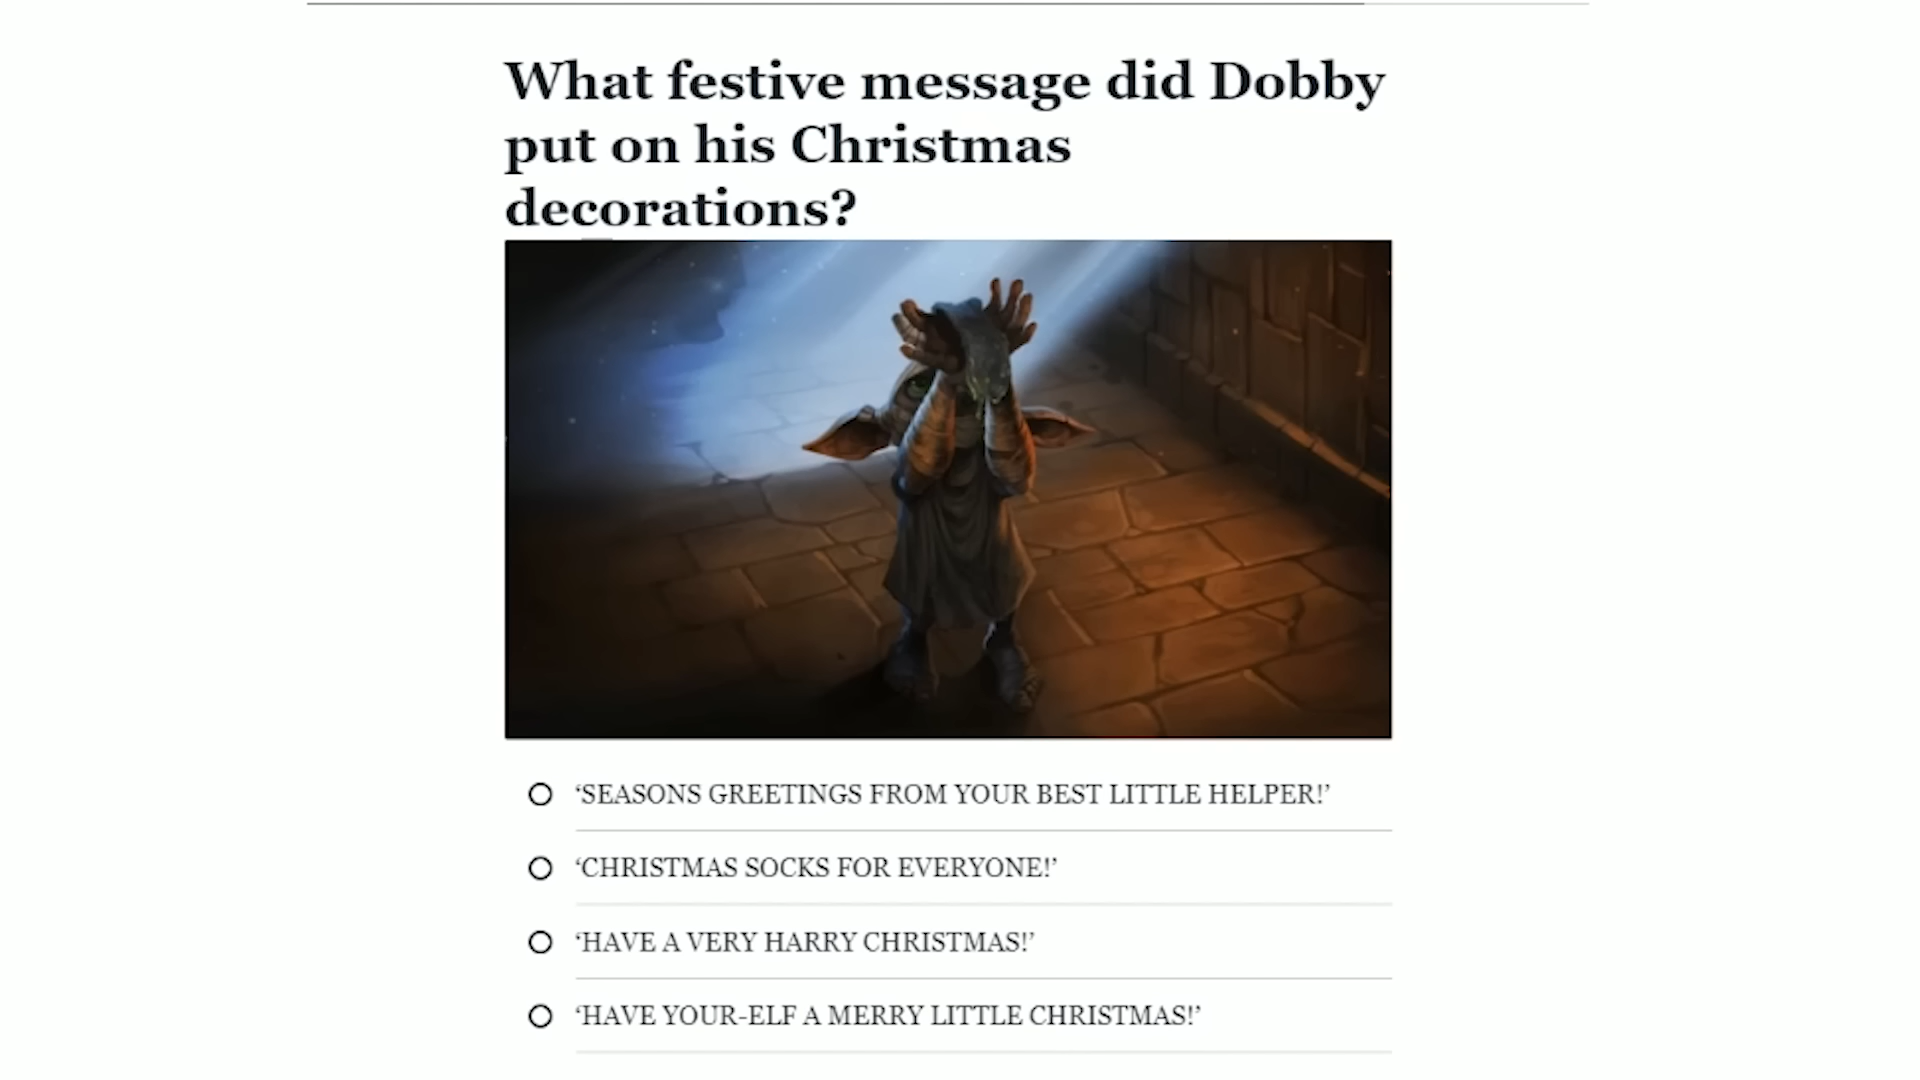 What festive message did Dobby
put on his Christmas
decorations?
‘SEASONS GREETINGS FROM YOUR BEST LITTLE HELPER!’
‘CHRISTMAS SOCKS FOR EVERYONE!’
‘HAVE A VERY HARRY CHRISTMAS!’
‘HAVE YOUR-ELF A MERRY LITTLE CHRISTMAS!’